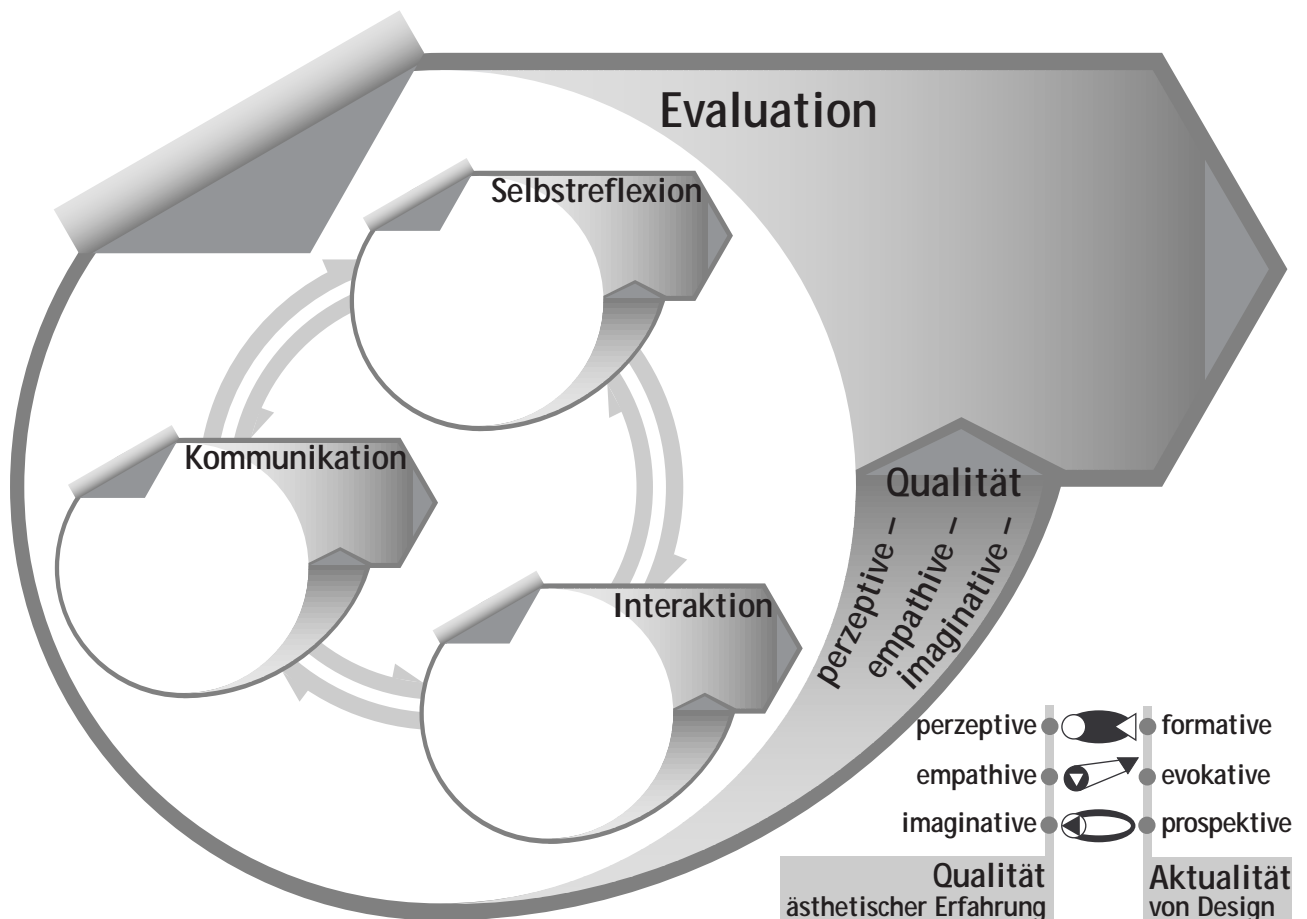 Evaluation
Selbstreflexion
Kommunikation
Interaktion
Qualität
perzeptive –
empathive –
imaginative –
perzeptive formative
empathive evokative
imaginative prospektive
Qualität
ästhetischer Erfahrung
Aktualität
von Design